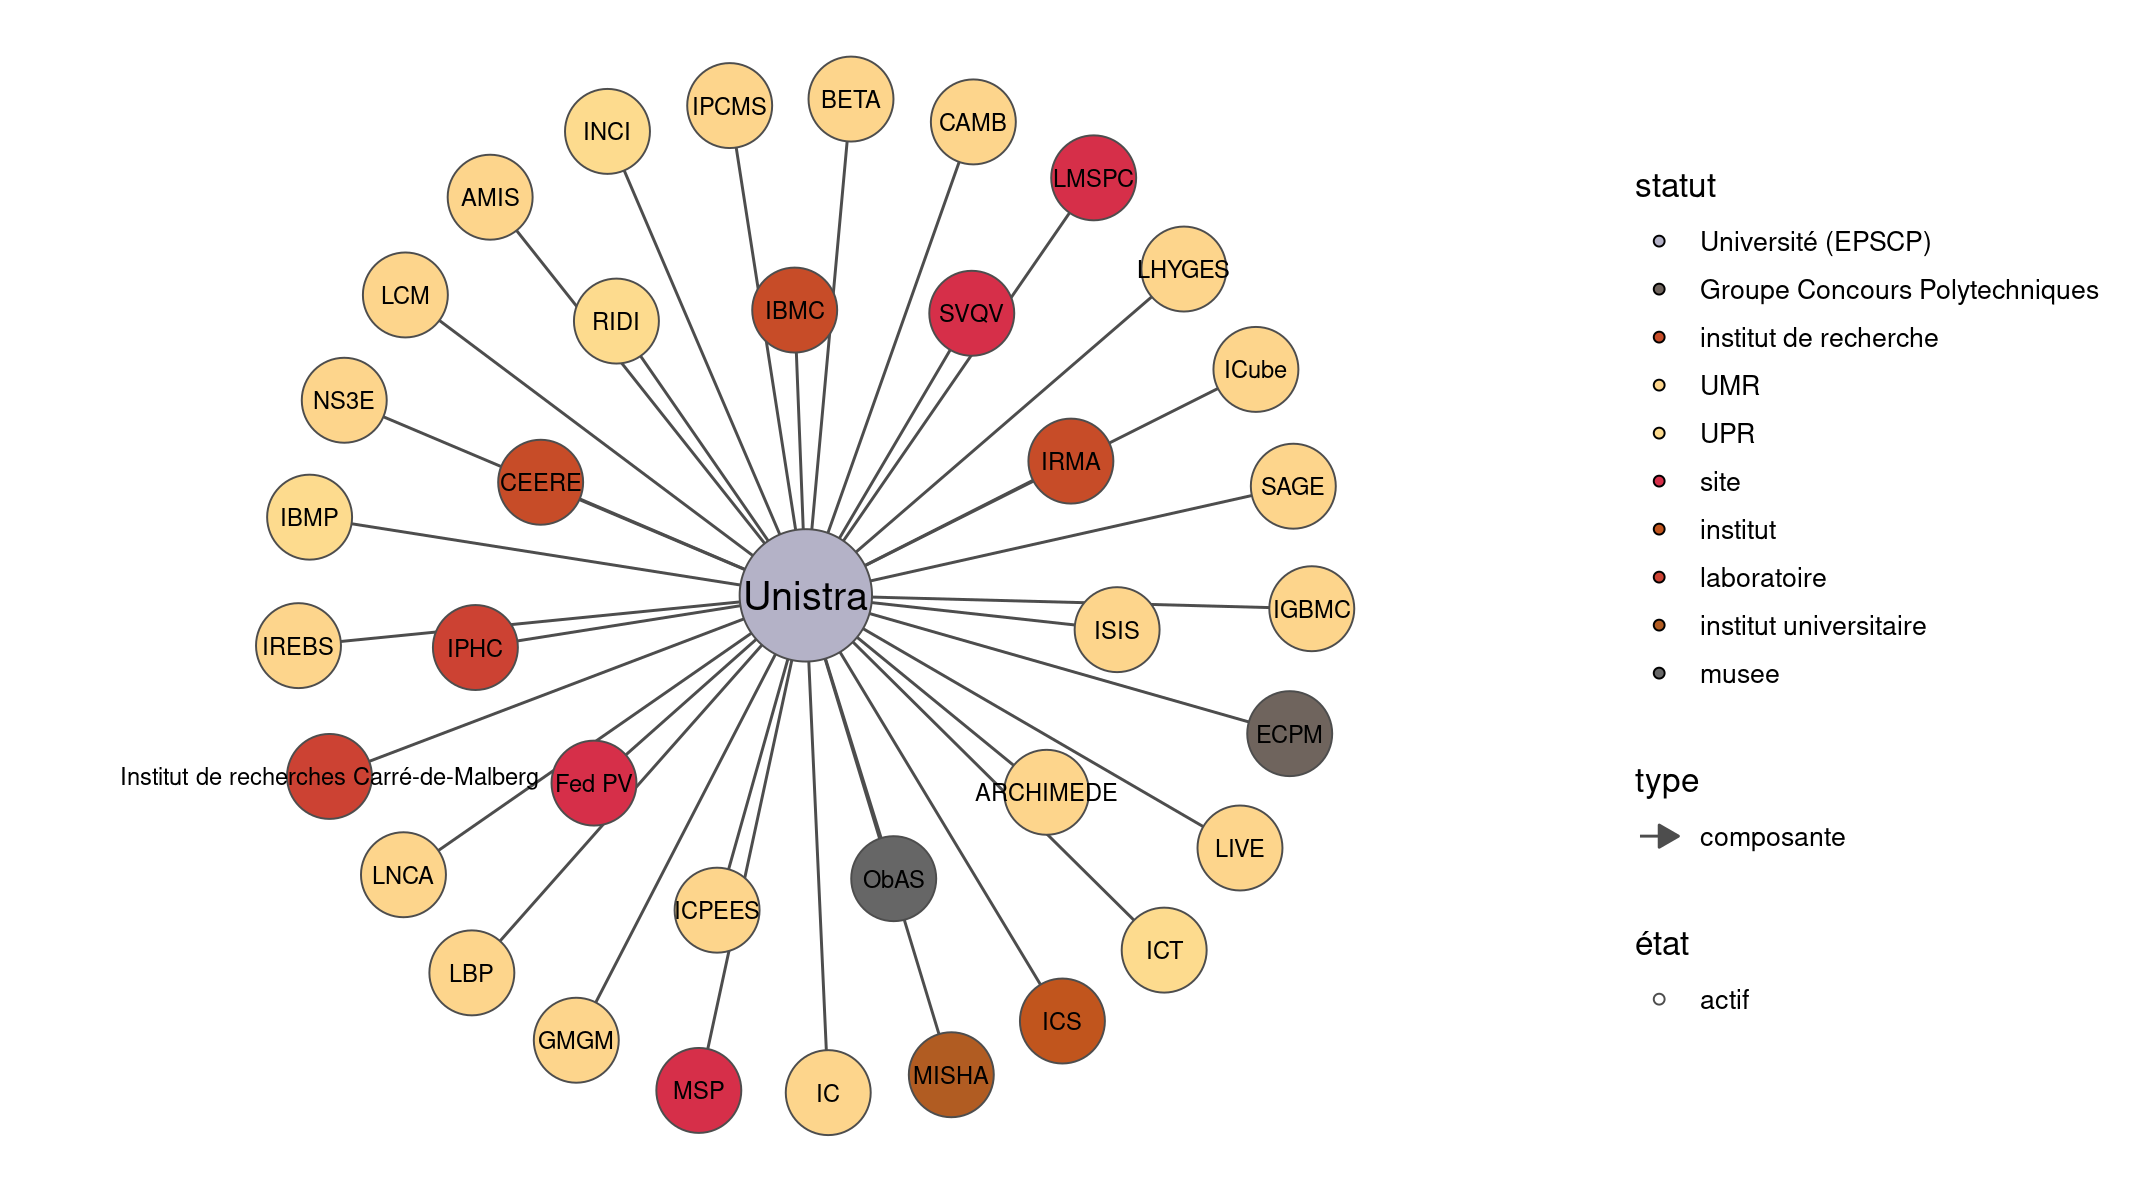 BETA
IPCMS
CAMB
INCI
LMSPC
AMIS
LHYGES
LCM
IBMC
SVQV
RIDI
ICube
NS3E
IRMA
CEERE
SAGE
IBMP
Unistra
IGBMC
ISIS
IREBS
IPHC
ECPM
Institut de recherches Carré-de-Malberg
Fed PV
ARCHIMEDE
LIVE
LNCA
ObAS
ICPEES
ICT
LBP
ICS
GMGM
MISHA
MSP
IC
statut
Université (EPSCP)
Groupe Concours Polytechniques
institut de recherche
UMR
UPR
site
institut
laboratoire
institut universitaire
musee
type
composante
état
actif